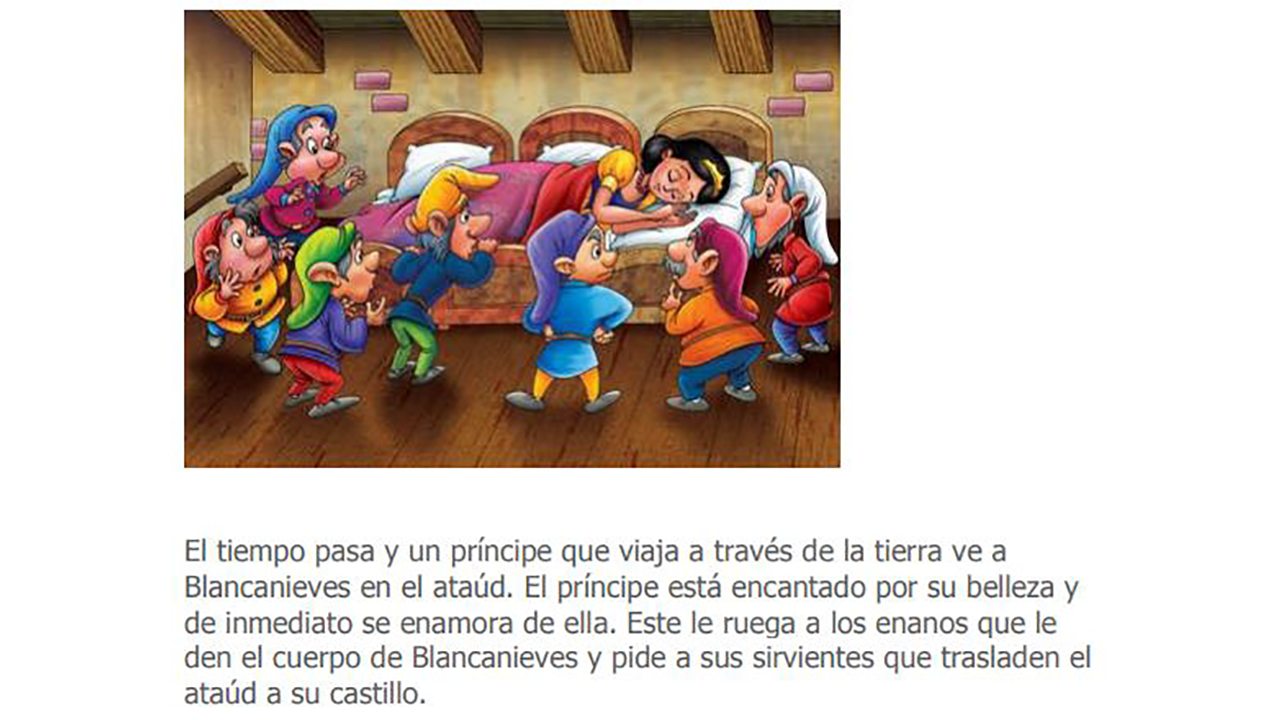 El tiempo pasa y un príncipe que viaja a través de la tierra ve a
Blancanieves en el ataúd. El príncipe está encantado por su belleza y
de inmediato se enamora de ella. Este le ruega a los enanos que le
den el cuerpo de Blancanieves y pide a sus sirvientes que trasladen el
ataúd a su castillo.